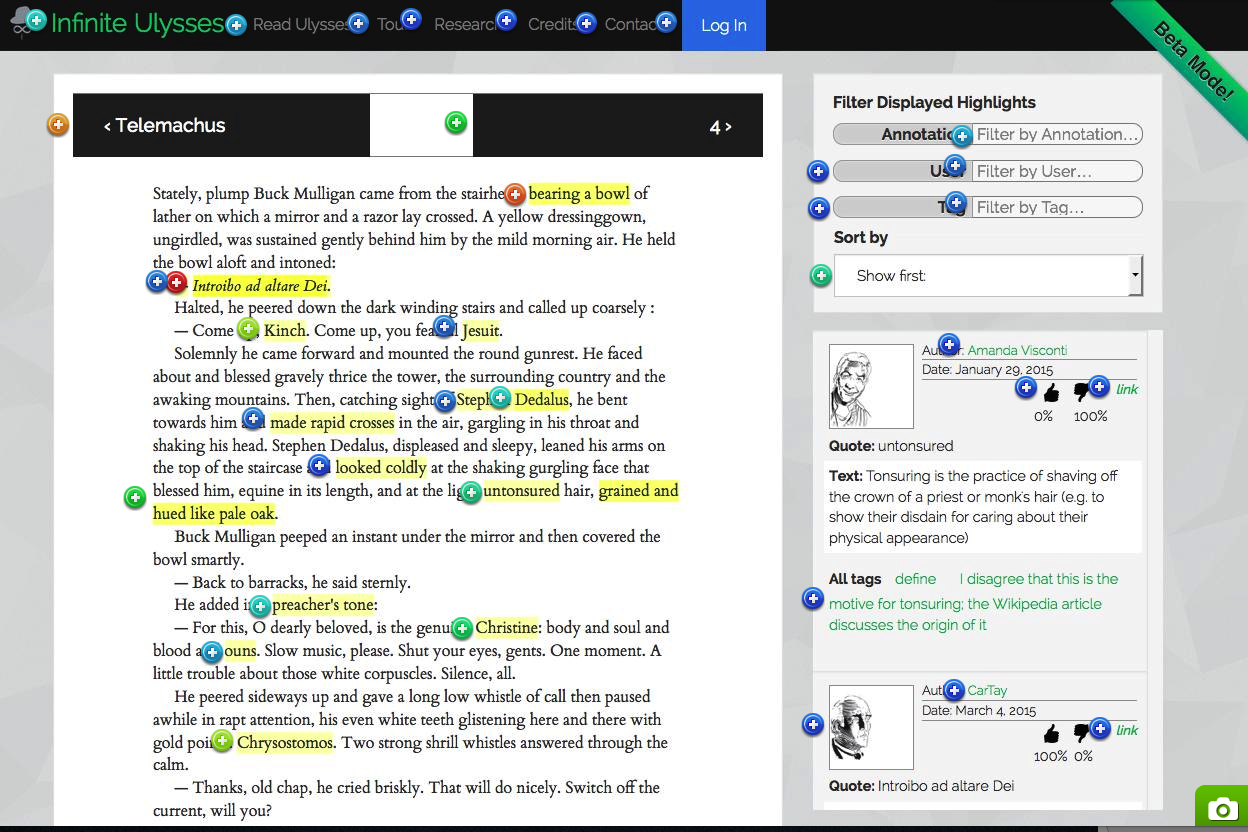 Infinite Ulysses Read Ulysses Credits Log In
Beta Mode!
‹ Telemachus 4 ›
Stately, plump Buck Mulligan came from the bearing a bowl of
lather on which a mirror and a razor lay crossed. A yellow dressinggown,
ungirdled, was sustained gently behind him by the mild morning air. He held
the bowl aloft and intoned:
Introibo ad altare Dei.
Halted, he peered down the dark winding stairs and called up coarsely :
— Come Kinch. Come up, you Jesuit.
Solemnly he came forward and mounted the round gunrest. He faced
about and blessed gravely thrice the tower, the surrounding country and the
awaking mountains. Then, catching sight Dedalus, he bent
towards him made rapid crosses in the air, gargling in his throat and
shaking his head. Stephen Dedalus, displeased and sleepy, leaned his arms on
the top of the staircase looked coldly at the shaking gurgling face that
blessed him, equine in its length, and at the untonsured hair, grained and
hued like pale oak.
Buck Mulligan peeped an instant under the mirror and then covered the
bowl smartly.
— Back to barracks, he said sternly.
He added preacher's tone:
— For this, O dearly beloved, is the Christine: body and soul and
blood ouns. Slow music, please. Shut your eyes, gents. One moment. A
little trouble about those white corpuscles. Silence, all.
He peered sideways up and gave a long low whistle of call then paused
awhile in rapt attention, his even white teeth glistening here and there with
gold Chrysostomos. Two strong shrill whistles answered through the
calm.
— Thanks, old chap, he cried briskly. That will do nicely. Switch off the
current, will you?
Filter Displayed Highlights
Filter by Annotation...
Filter by User...
Filter by Tag...
Sort by
Show first:
Amanda Visconti
Date: January 29, 2015
link
0% 100%
Quote: untonsured
Text: Tonsuring is the practice of shaving off
the crown of a priest or monk's hair (e.g. to
show their disdain for caring about their
physical appearance)
All tags define I disagree that this is the
motive for tonsuring; the Wikipedia article
discusses the origin of it
CarTay
Date: March 4, 2015
link
100% 0%
Quote: Introibo ad altare Dei